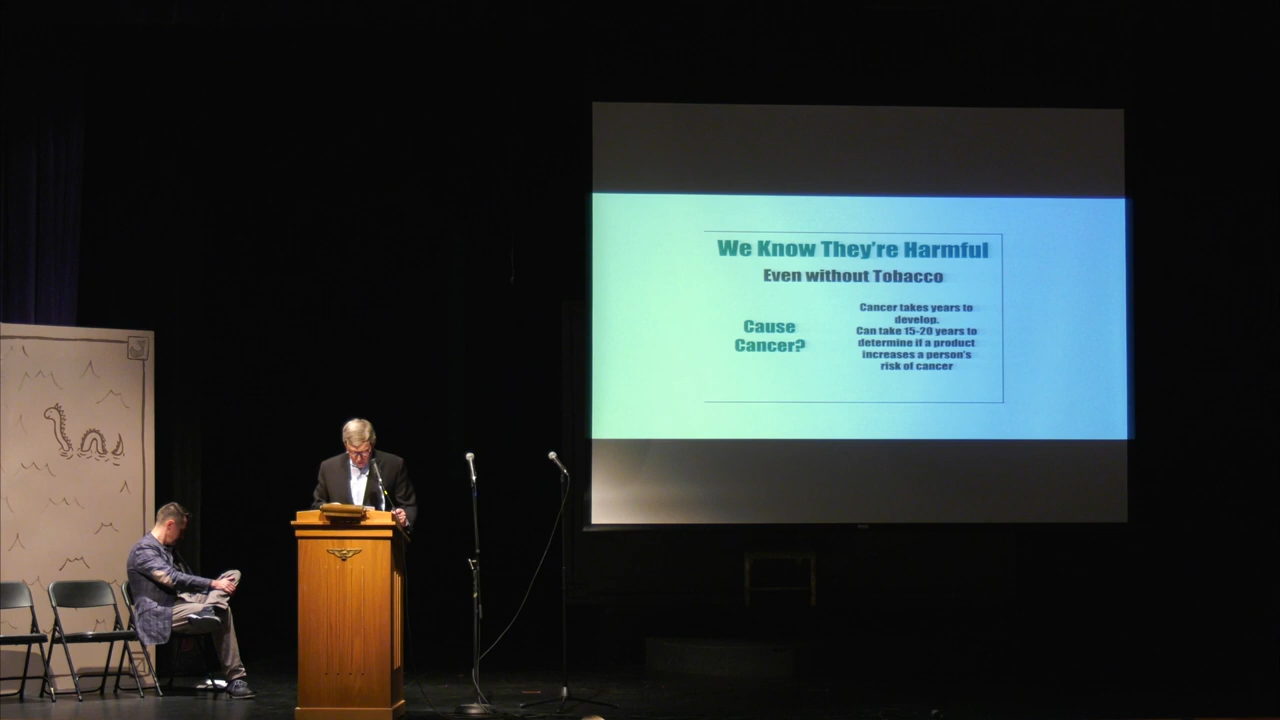 We Know They're Harmful
Even without Tobacco
Cause
Cancer?
Cancer takes years to
develop.
Can take 15-20 years to
determine if a product
increases a person's
risk of cancer